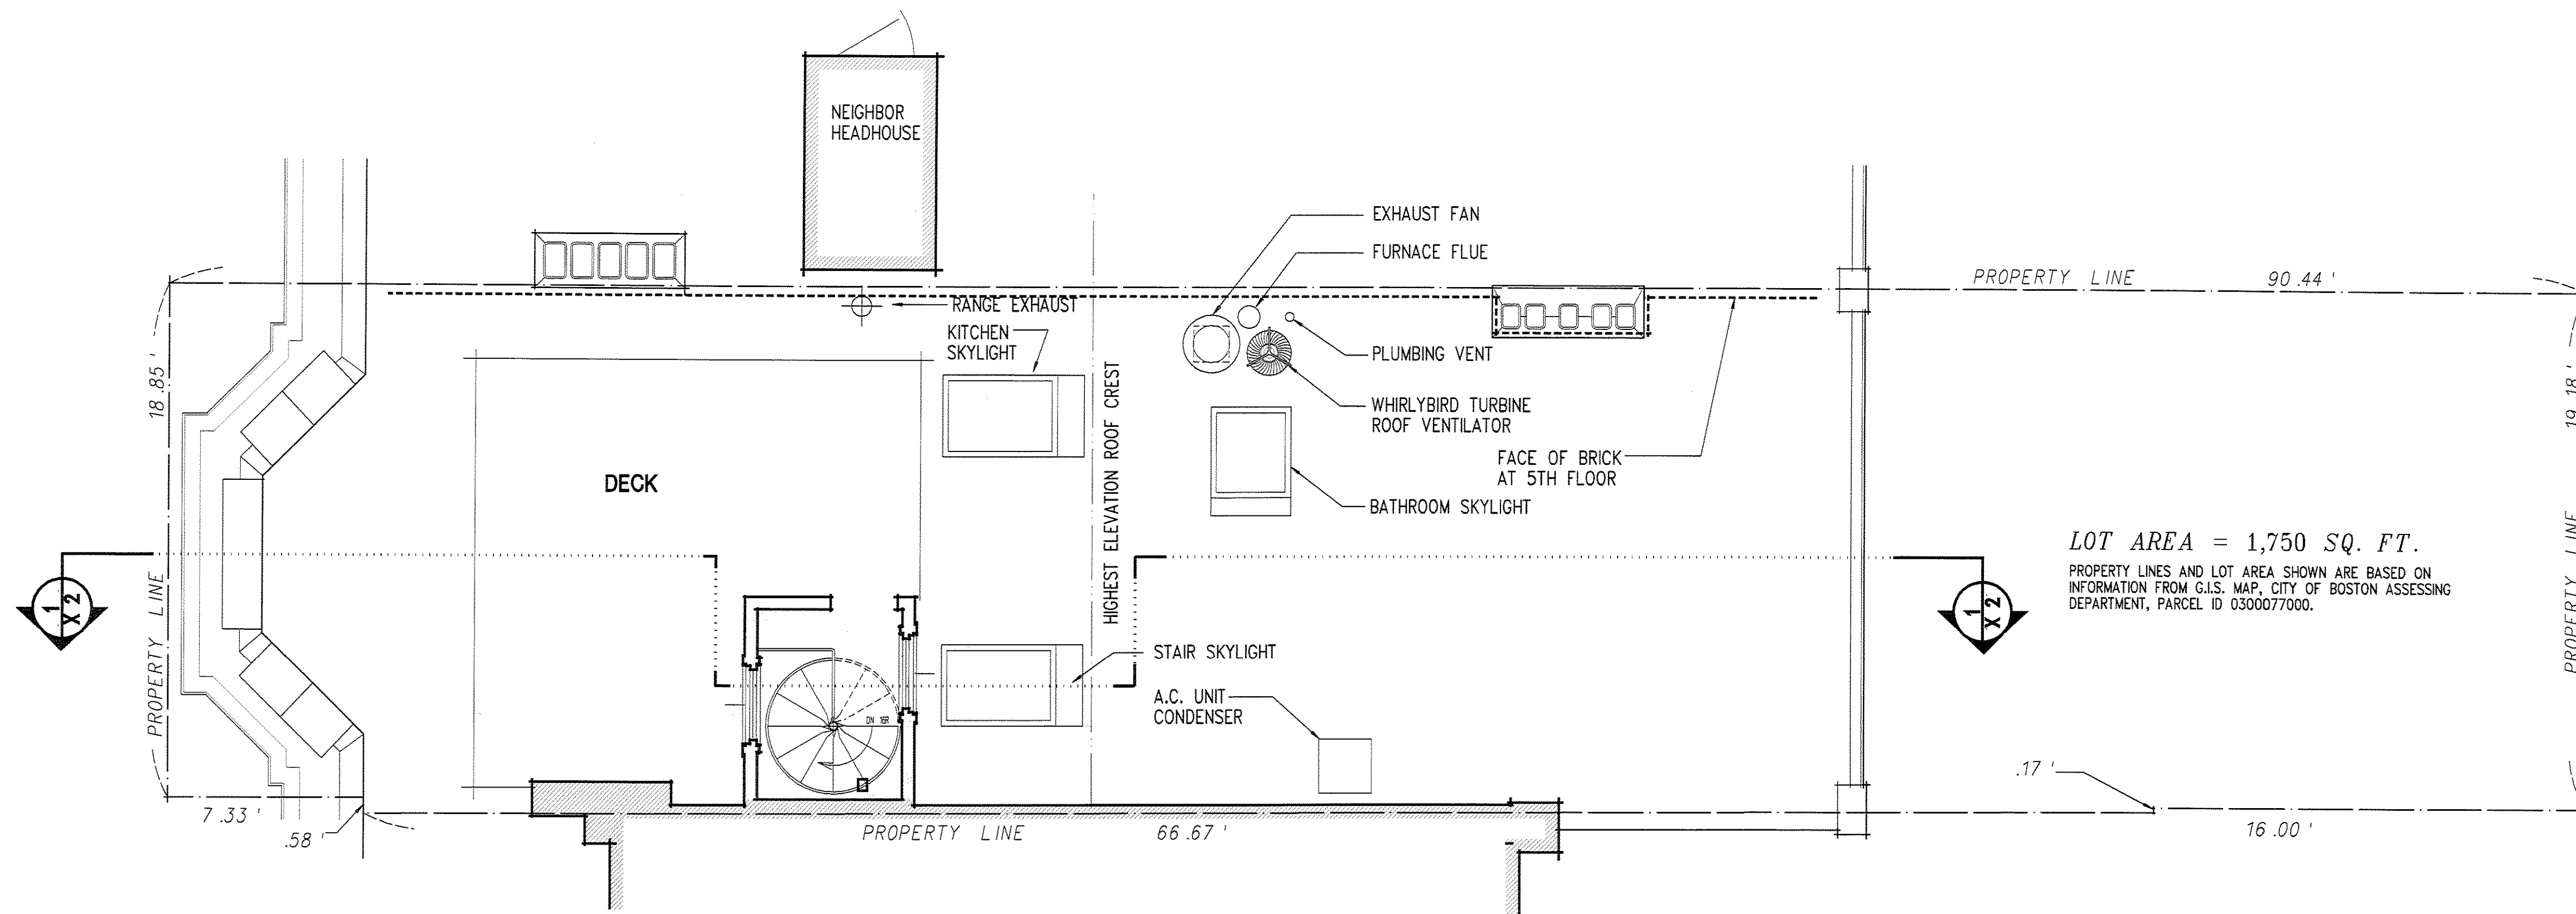 NEIGHBOR
HEADHOUSE
EXHAUST FAN
FURNACE FLUE
PROPERTY LINE 90.44'
RANGE EXHAUST
KITCHEN
SKYLIGHT
PLUMBING VENT
18.85'
HIGHEST ELEVATION ROOF CREST
19.18'
WHIRLYBIRD TURBINE
ROOF VENTILATOR
FACE OF BRICK
AT 5TH FLOOR
DECK
BATHROOM SKYLIGHT
LOT AREA = 1,750 SQ. FT.
PROPERTY LINES AND LOT AREA SHOWN ARE BASED ON
INFORMATION FROM G.I.S. MAP, CITY OF BOSTON ASSESSING
DEPARTMENT, PARCEL ID 0300077000.
1
X 2
PROPERTY LINE
1
X 2
PROPERTY LINE
STAIR SKYLIGHT
A.C. UNIT
CONDENSER
DN 16R
.17'
7.33'
.58'
PROPERTY LINE 66.67'
16.00'